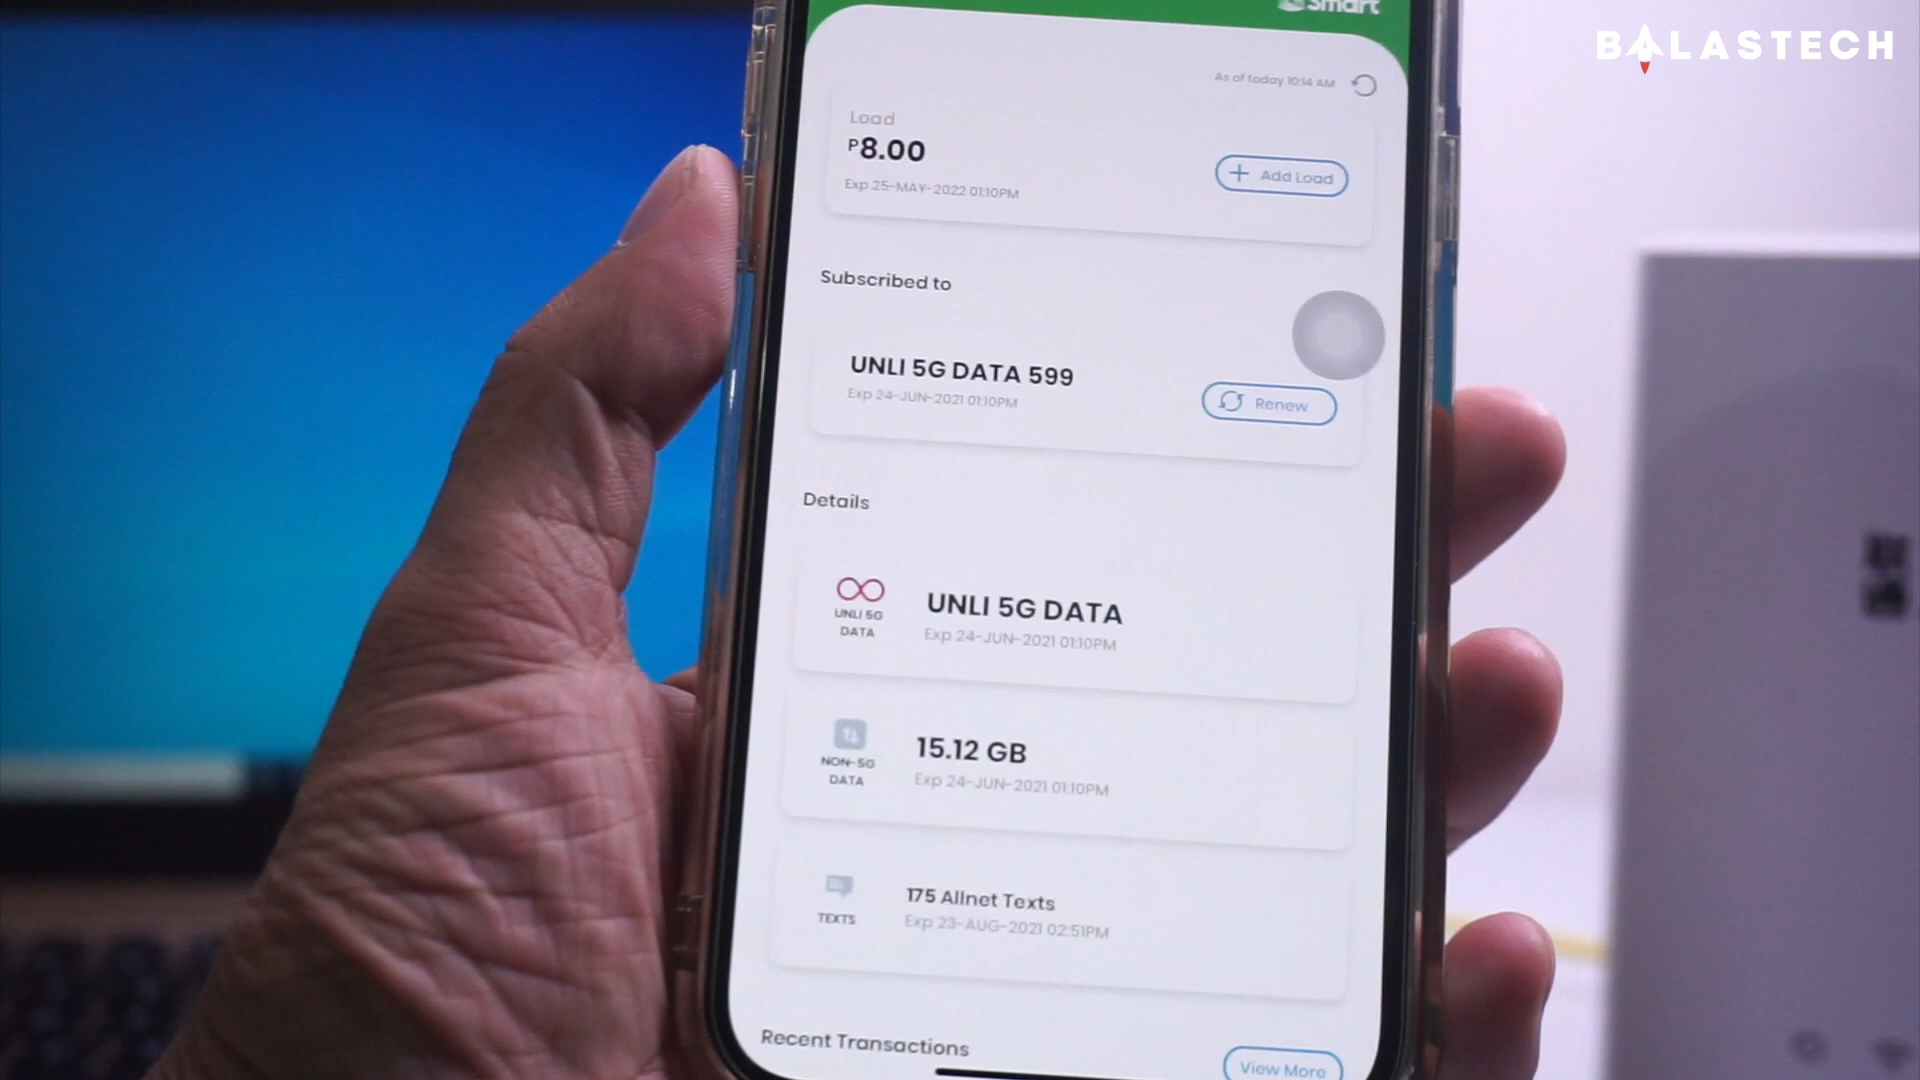 Smart
BALASTECH
As of today 10:14 AM
Load
₱8.00
Exp 25-MAY-2022 01:10PM
+ Add Load
Subscribed to
UNLI 5G DATA 599
Exp 24-JUN-2021 01:10PM
Renew
Details
UNLI 5G
DATA
UNLI 5G DATA
Exp 24-JUN-2021 01:10PM
NON-5G
DATA
15.12 GB
Exp 24-JUN-2021 01:10PM
TEXTS
175 Allnet Texts
Exp 23-AUG-2021 02:51PM
Recent Transactions
View More